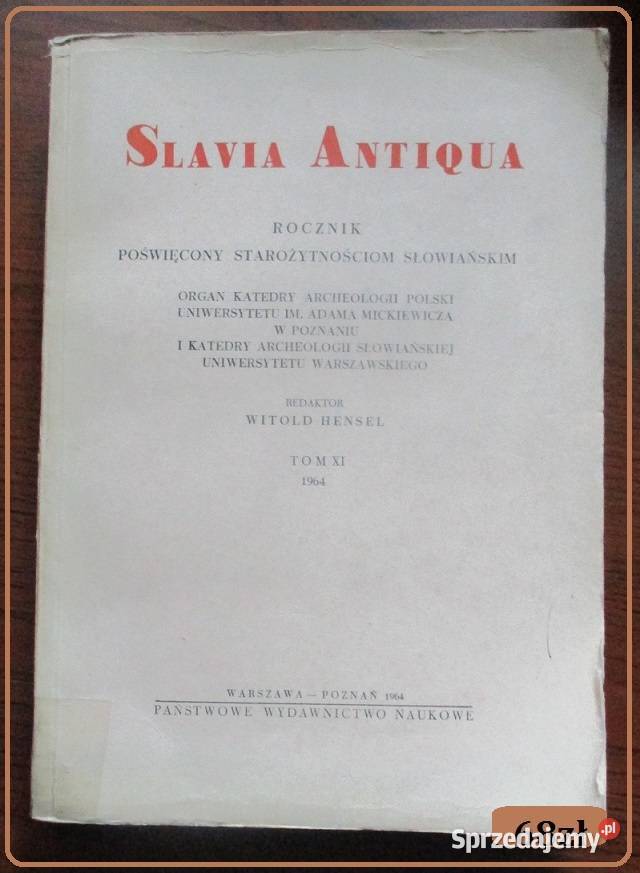 SLAVIA ANTIQUA
ROCZNIK
POŚWIĘCONY STAROŻYTNOŚCIOM SŁOWIAŃSKIM
ORGAN KATEDRY ARCHEOLOGII POLSKI
UNIWERSYTETU IM. ADAMA MICKIEWICZA
W POZNANIU
I KATEDRY ARCHEOLOGII SŁOWIAŃSKIEJ
UNIWERSYTETU WARSZAWSKIEGO
REDAKTOR
WITOLD HENSEL
TOM XI
1964
WARSZAWA — POZNAŃ 1964
PAŃSTWOWE WYDAWNICTWO NAUKOWE
68zł
Sprzedajemy.pl